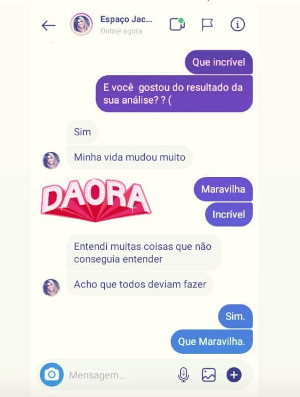 Espaço Jac...
Online agora
Que incrível
E você gostou do resultado da
sua análise? ? (
Sim
Minha vida mudou muito
DAORA
Maravilha
Incrível
Entendi muitas coisas que não
conseguia entender
Acho que todos deviam fazer
Sim.
Que Maravilha.
Mensagem...